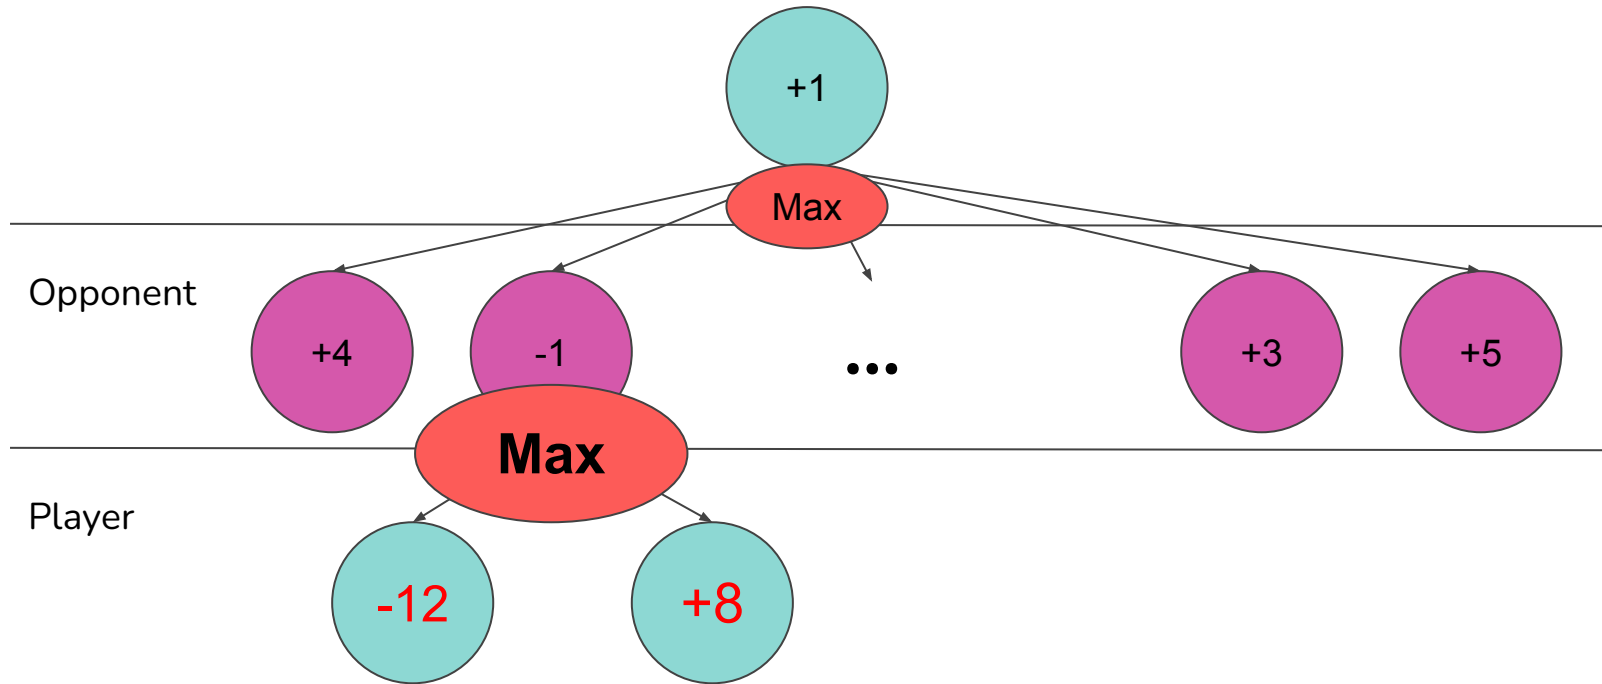 +1
Max
Opponent
+4
-1
...
+3
+5
Max
Player
-12
+8